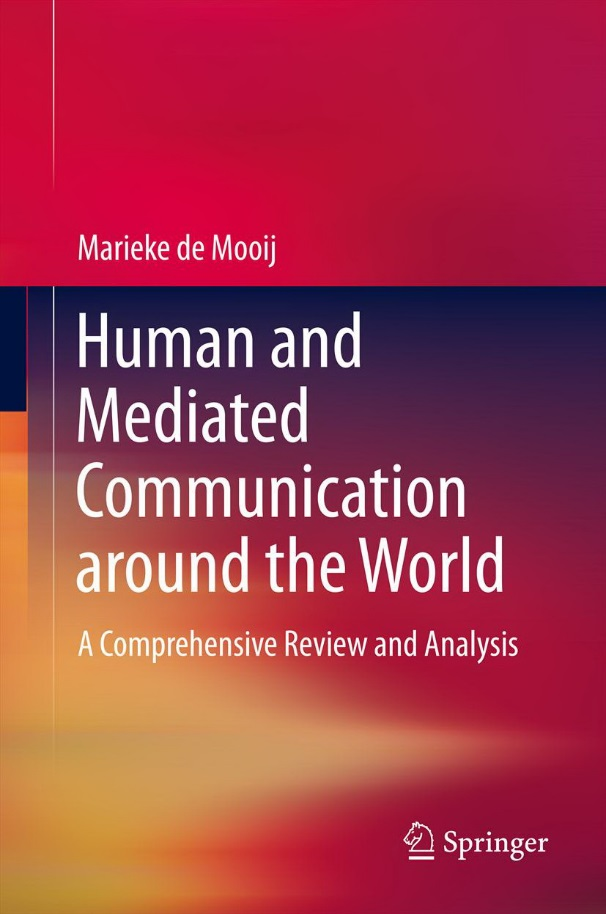 Marieke de Mooij
Human and
Mediated
Communication
around the World
A Comprehensive Review and Analysis
Springer